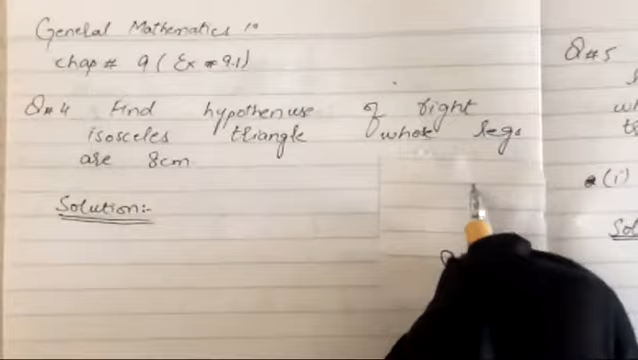 General Mathematics 10
Chap # 9 (Ex # 9.1)
Q#4 Find hypothenuse of right
isosceles triangle whose legs
are 8cm
Solution:-
Q#5
(i)